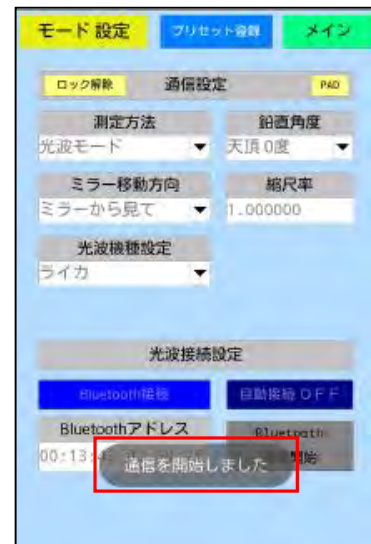 モード 設定
プリセット登録
メイン
ロック解除
通信設定
PAD
測定方法
鉛直角度
光波モード
天頂 0度
ミラー移動方向
縮尺率
ミラーから見て
1.000000
光波機種設定
ライカ
光波接続設定
Bluetooth接続
自動接続 OFF
Bluetoothアドレス
Bluetooth
00:13:4
開始
通信を開始しました